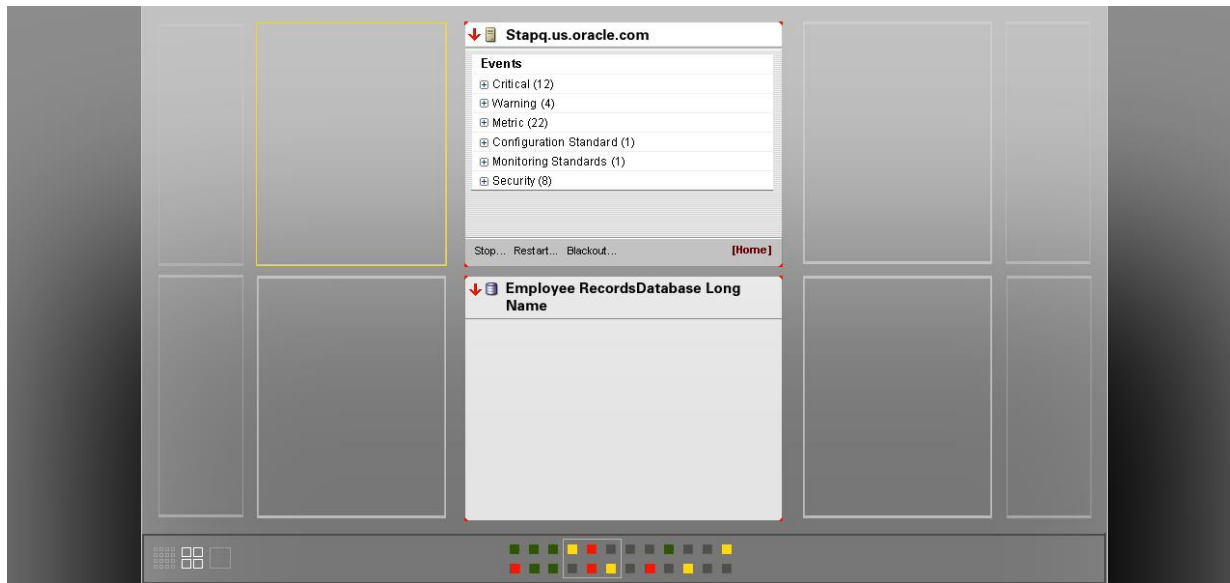 Stapq.us.oracle.com
Events
Critical (12)
Warning (4)
Metric (22)
Configuration Standard (1)
Monitoring Standards (1)
Security (8)
Stop... Restart... Blackout... [Home]
Employee RecordsDatabase Long
Name